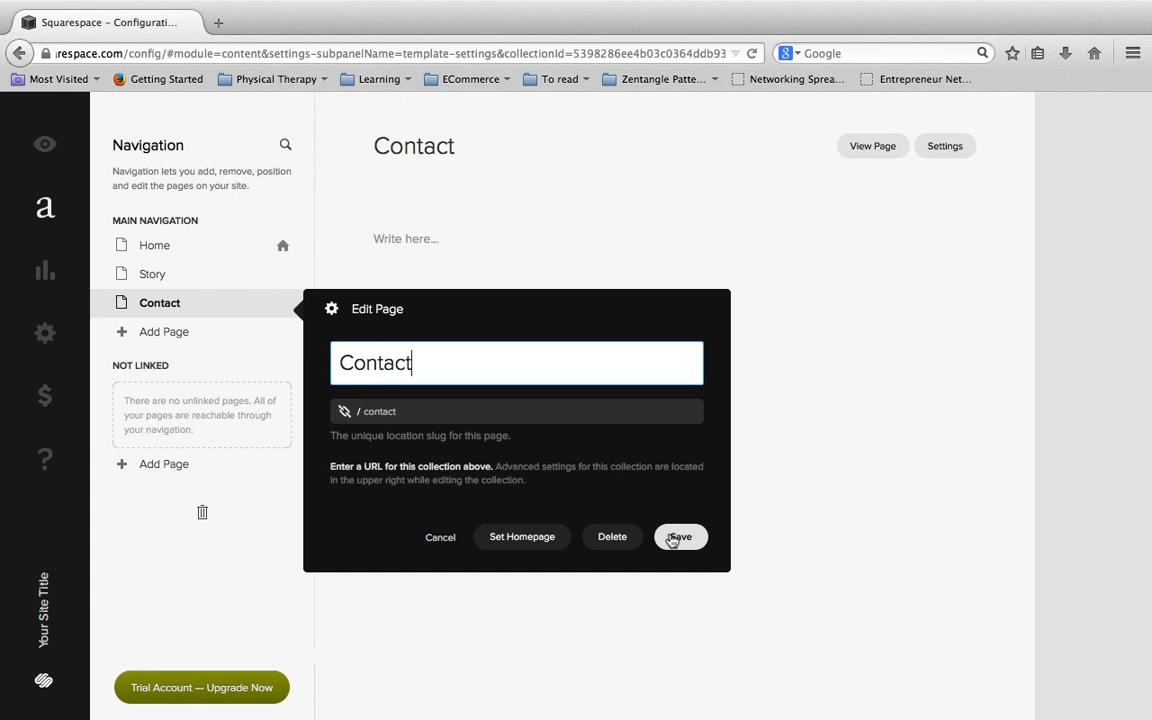 Squarespace – Configurati...
respace.com/config/#module=content&settings-subpanelName=template-settings&collectionId=5398286ee4b03c0364ddb93
Google
Most Visited
Getting Started
Physical Therapy
Learning
ECommerce
To read
Zentangle Patte...
Networking Sprea...
Entrepreneur Net...
Navigation
Navigation lets you add, remove, position
and edit the pages on your site.
MAIN NAVIGATION
Home
Story
Contact
Add Page
NOT LINKED
There are no unlinked pages. All of
your pages are reachable through
your navigation.
Add Page
Contact
View Page
Settings
Write here...
Edit Page
Contact
/ contact
The unique location slug for this page.
Enter a URL for this collection above. Advanced settings for this collection are located
in the upper right while editing the collection.
Cancel
Set Homepage
Delete
Save
a
$
?
Your Site Title
Trial Account — Upgrade Now